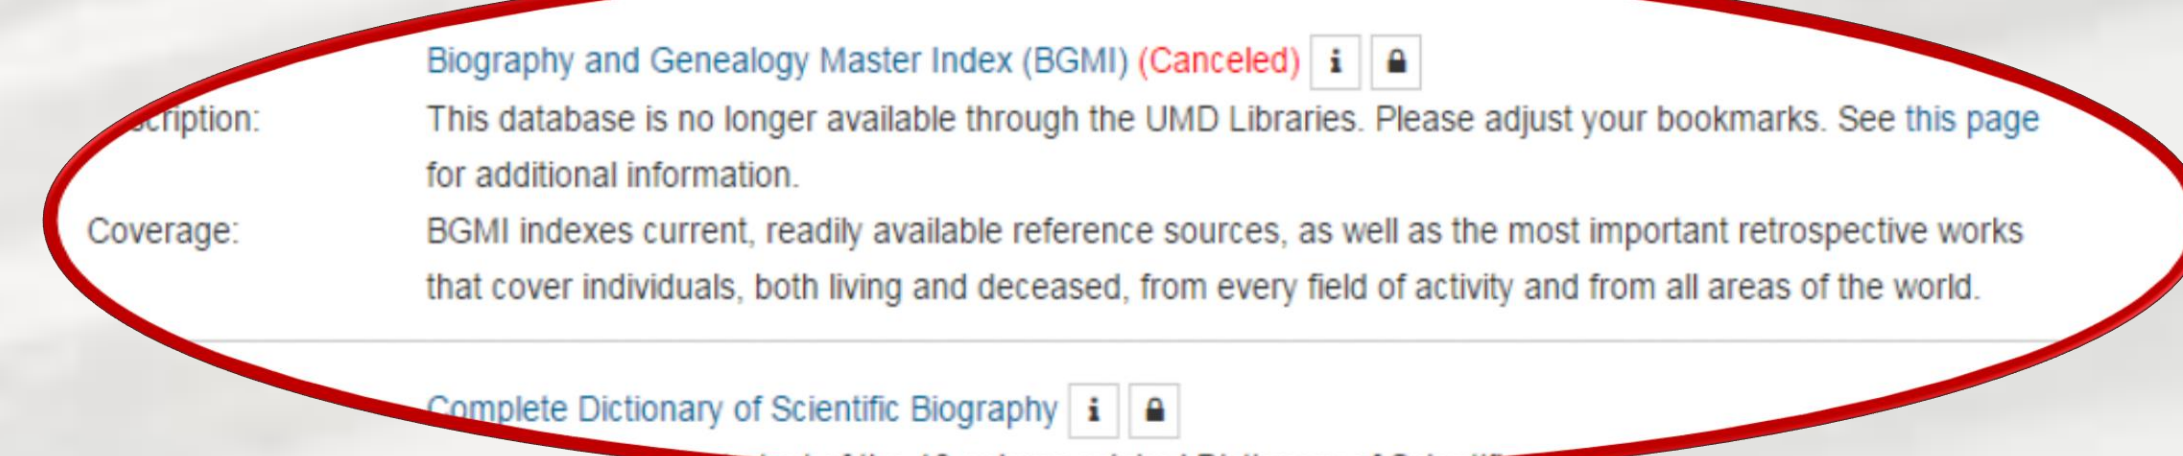 Biography and Genealogy Master Index (BGMI) (Canceled)
scription: This database is no longer available through the UMD Libraries. Please adjust your bookmarks. See this page
for additional information.
Coverage: BGMI indexes current, readily available reference sources, as well as the most important retrospective works
that cover individuals, both living and deceased, from every field of activity and from all areas of the world.
Complete Dictionary of Scientific Biography